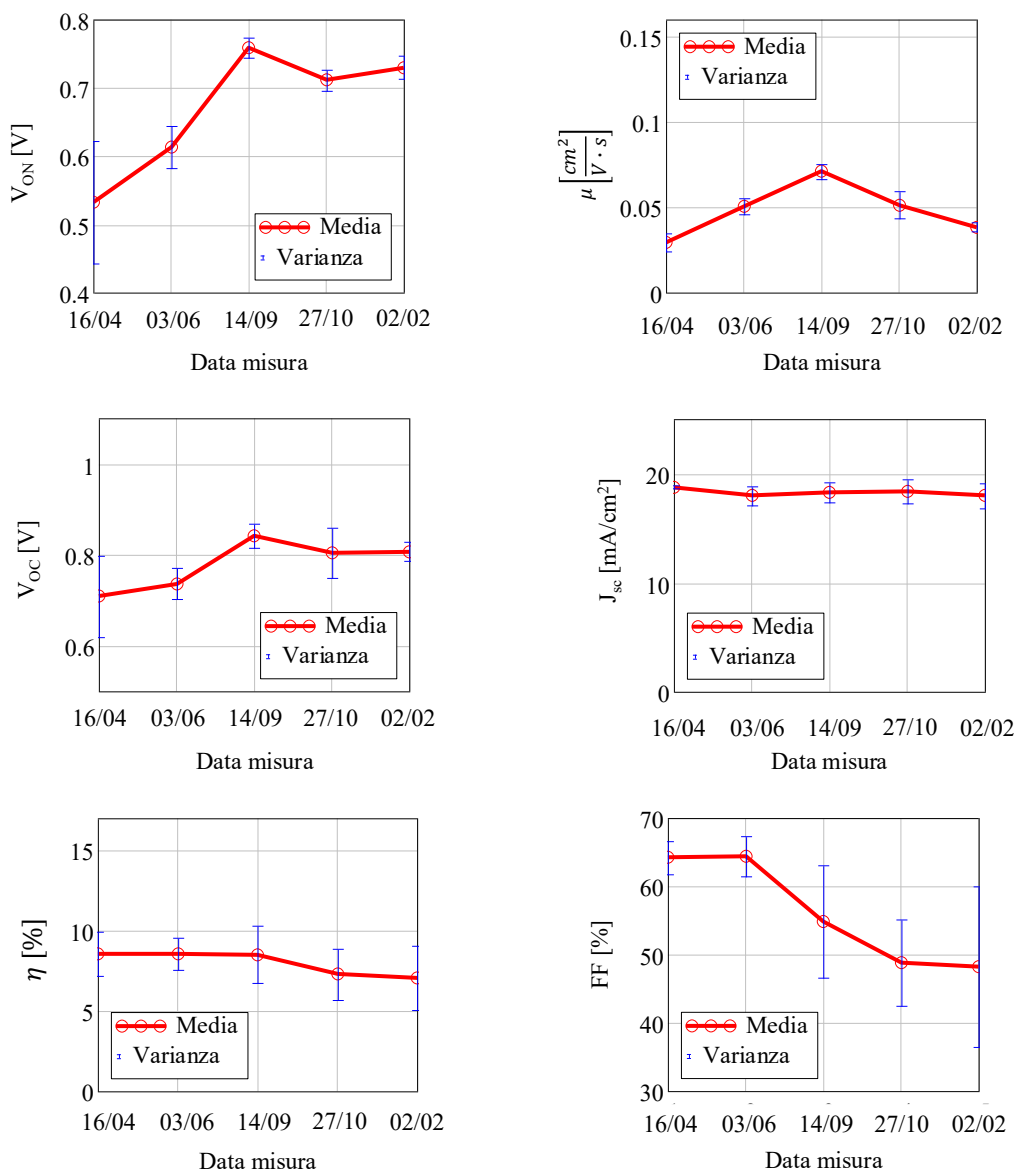 0.8
0.7
0.6
0.5
0.4
V_ON [V]
Media
Varianza
16/04 03/06 14/09 27/10 02/02
Data misura
0.15
0.1
0.05
0
μ [cm²/V · s]
Media
Varianza
16/04 03/06 14/09 27/10 02/02
Data misura
1
0.8
0.6
V_OC [V]
Media
Varianza
16/04 03/06 14/09 27/10 02/02
Data misura
20
10
0
J_sc [mA/cm²]
Media
Varianza
16/04 03/06 14/09 27/10 02/02
Data misura
15
10
5
0
η [%]
Media
Varianza
16/04 03/06 14/09 27/10 02/02
Data misura
70
60
50
40
30
FF [%]
Media
Varianza
16/04 03/06 14/09 27/10 02/02
Data misura